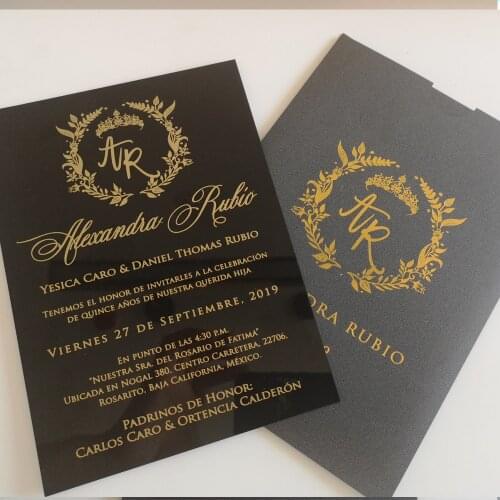 AR
Alexandra Rubio
YESICA CARO & DANIEL THOMAS RUBIO
TENEMOS EL HONOR DE INVITARLES A LA CELEBRACIÓN
DE QUINCE AÑOS DE NUESTRA QUERIDA HIJA
VIERNES 27 DE SEPTIEMBRE, 2019
EN PUNTO DE LAS 4:30 P.M.
"NUESTRA SRA. DEL ROSARIO DE FATIMA"
UBICADA EN NOGAL 380, CENTRO CARRETERA, 22706.
ROSARITO, BAJA CALIFORNIA, MÉXICO.
PADRINOS DE HONOR:
CARLOS CARO & ORTENCIA CALDERÓN
AR
DRA RUBIO